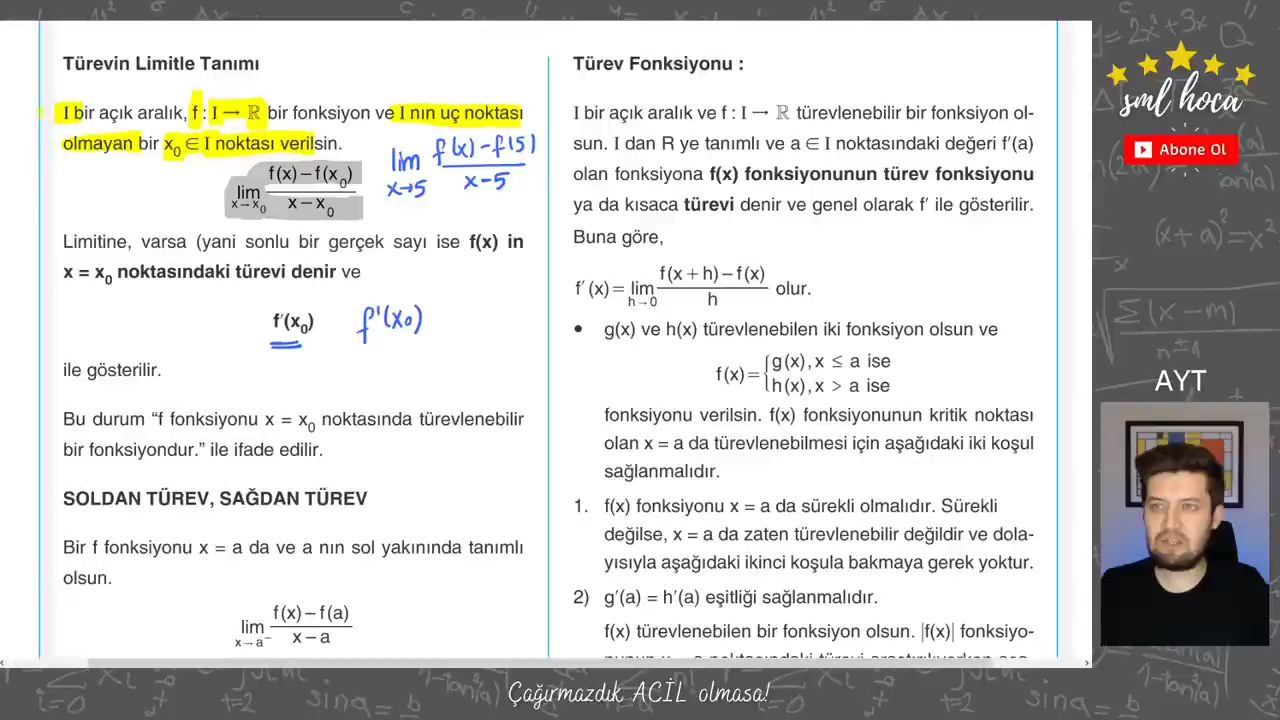 Türevin Limitle Tanımı
I bir açık aralık, f : I → ℝ bir fonksiyon ve I nın uç noktası
olmayan bir x₀ ∈ I noktası verilsin.
lim x→x₀ f(x) – f(x₀) / x – x₀
lim x→5 f(x) – f(5) / x – 5
Limitine, varsa (yani sonlu bir gerçek sayı ise f(x) in
x = x₀ noktasındaki türevi denir ve
f'(x₀) f'(x₀)
ile gösterilir.
Bu durum “f fonksiyonu x = x₀ noktasında türevlenebilir
bir fonksiyondur.” ile ifade edilir.
SOLDAN TÜREV, SAĞDAN TÜREV
Bir f fonksiyonu x = a da ve a nın sol yakınında tanımlı
olsun.
lim x→a⁻ f(x) – f(a) / x – a
Türev Fonksiyonu :
I bir açık aralık ve f : I → ℝ türevlenebilir bir fonksiyon ol-
sun. I dan R ye tanımlı ve a ∈ I noktasındaki değeri f'(a)
olan fonksiyona f(x) fonksiyonunun türev fonksiyonu
ya da kısaca türevi denir ve genel olarak f' ile gösterilir.
Buna göre,
f'(x) = lim h→0 f(x + h) – f(x) / h olur.
• g(x) ve h(x) türevlenebilen iki fonksiyon olsun ve
f(x) = { g(x), x ≤ a ise
h(x), x > a ise
fonksiyonu verilsin. f(x) fonksiyonunun kritik noktası
olan x = a da türevlenebilmesi için aşağıdaki iki koşul
sağlanmalıdır.
1. f(x) fonksiyonu x = a da sürekli olmalıdır. Sürekli
değilse, x = a da zaten türevlenebilir değildir ve dola-
yısıyla aşağıdaki ikinci koşula bakmaya gerek yoktur.
2) g'(a) = h'(a) eşitliği sağlanmalıdır.
f(x) türevlenebilen bir fonksiyon olsun. |f(x)| fonksiyo-
sml hoca
Abone Ol
AYT
Çağırmazdık ACİL olmasa!